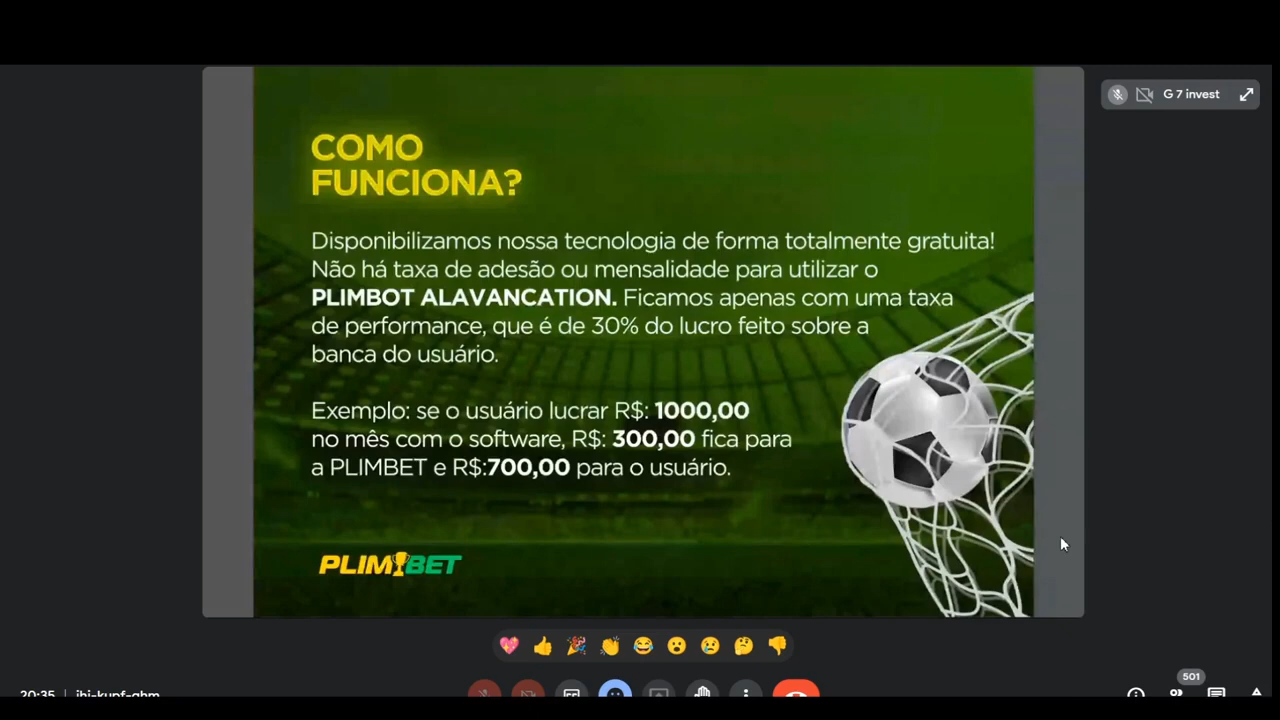 G 7 invest
COMO
FUNCIONA?
Disponibilizamos nossa tecnologia de forma totalmente gratuita!
Não há taxa de adesão ou mensalidade para utilizar o
PLIMBOT ALAVANCATION. Ficamos apenas com uma taxa
de performance, que é de 30% do lucro feito sobre a
banca do usuário.
Exemplo: se o usuário lucrar R$: 1000,00
no mês com o software, R$: 300,00 fica para
a PLIMBET e R$:700,00 para o usuário.
PLIMBET
501
20:35 | ihi-kupf-ahm